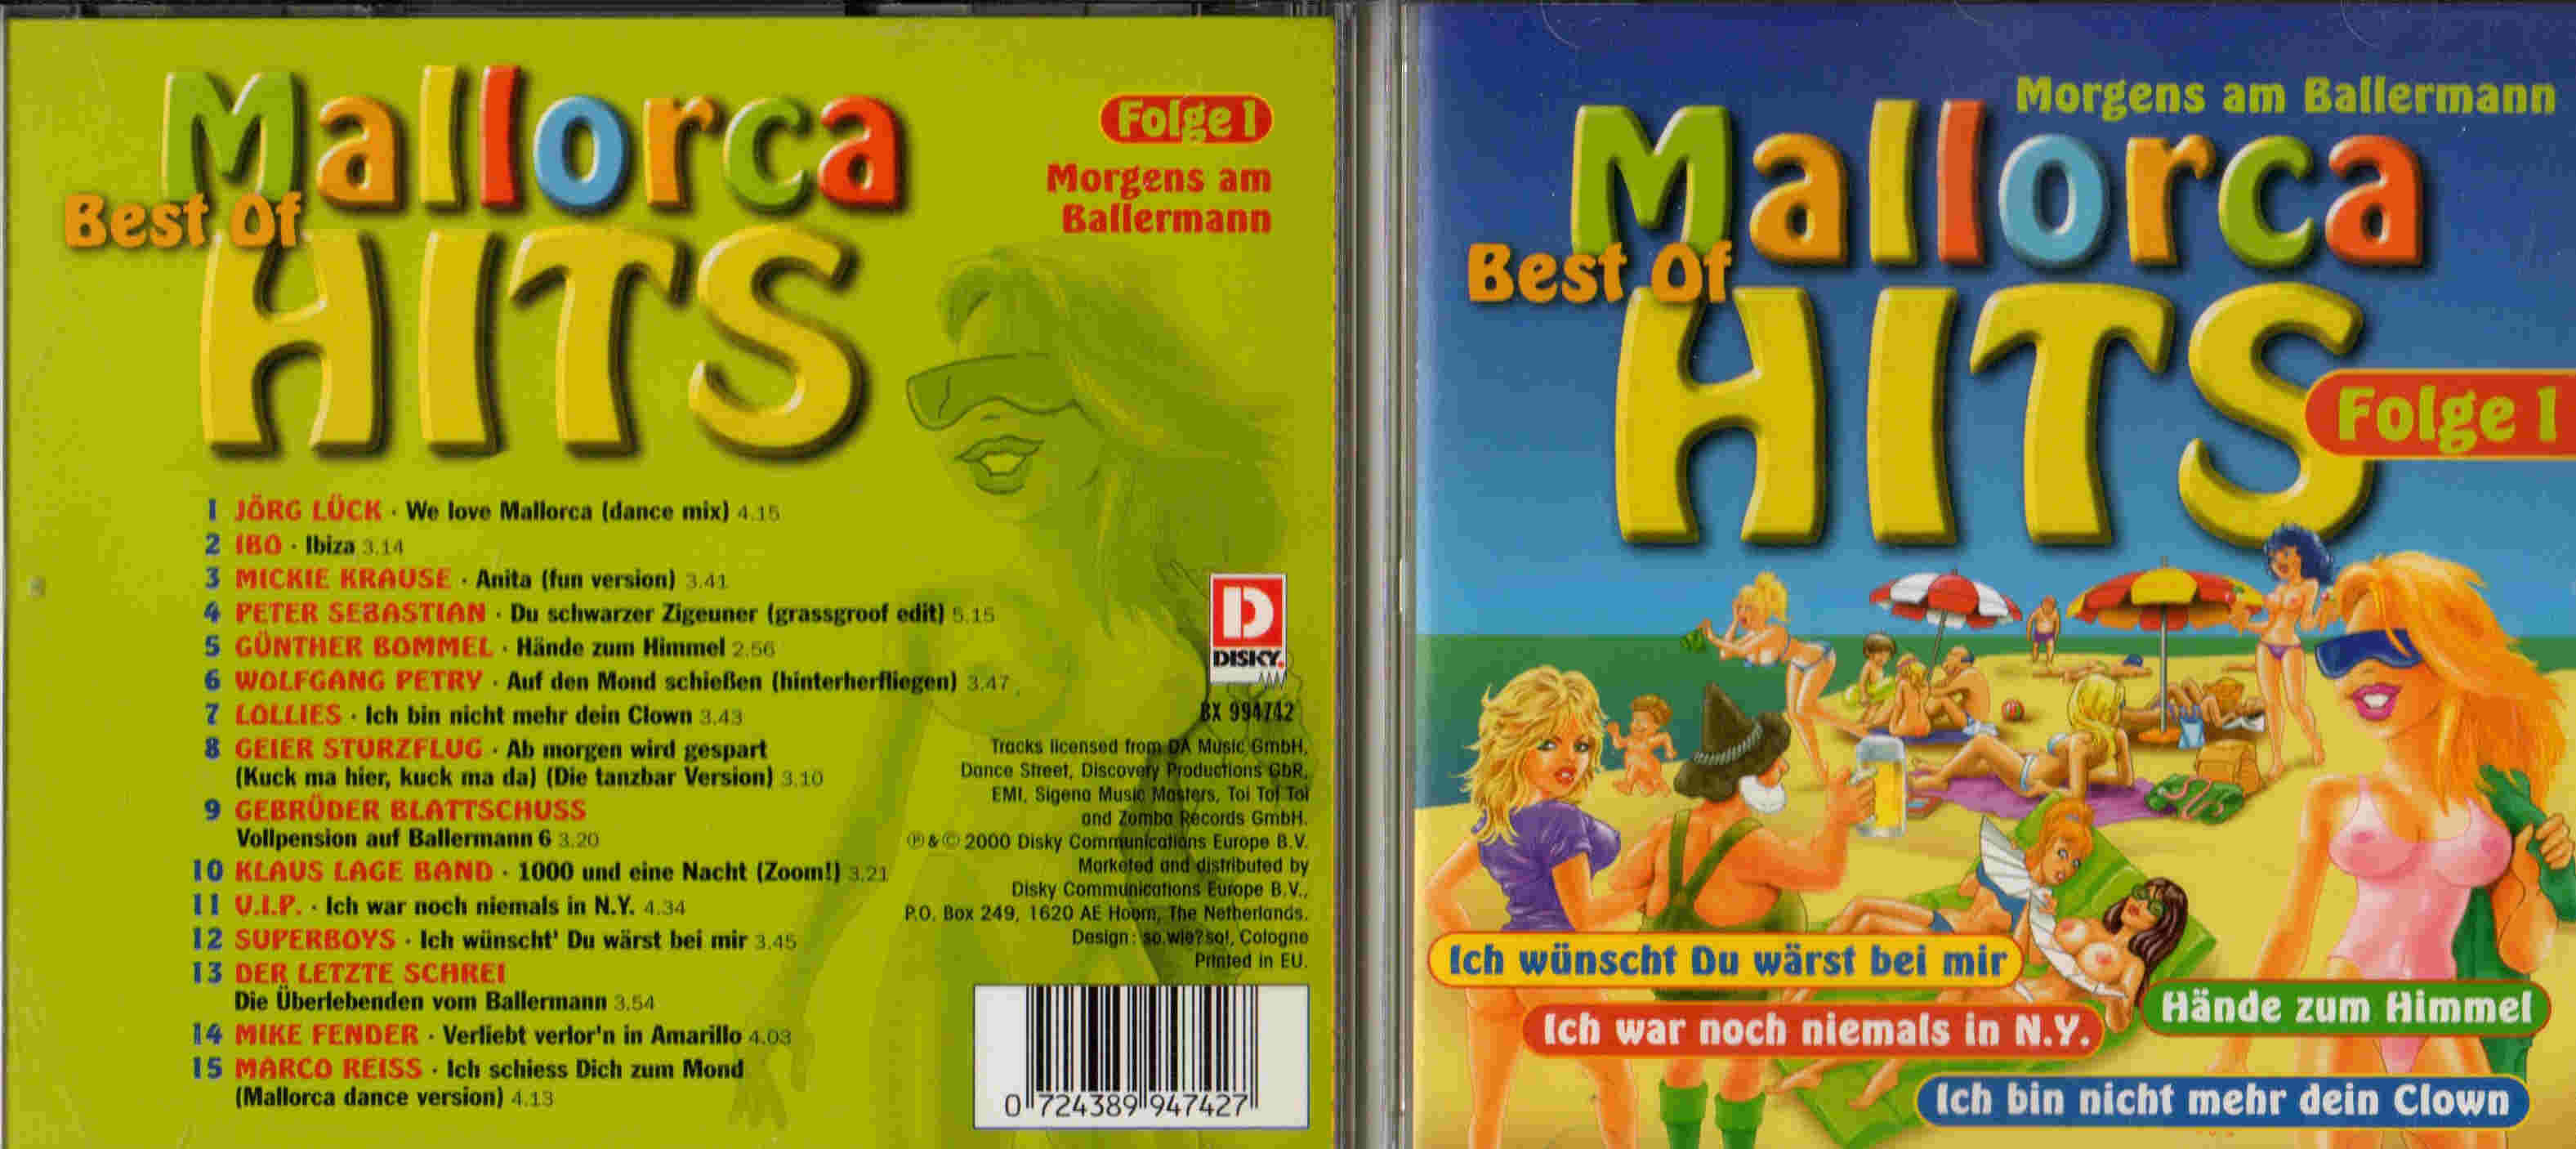 Mallorca
Best Of
HITS
Folge 1
Morgens am
Ballermann
1 JÖRG LÜCK · We love Mallorca (dance mix) 4.15
2 IBO · Ibiza 3.14
3 MICKIE KRAUSE · Anita (fun version) 3.41
4 PETER SEBASTIAN · Du schwarzer Zigeuner (grassgroof edit) 5.15
5 GÜNTHER BOMMEL · Hände zum Himmel 2.56
6 WOLFGANG PETRY · Auf den Mond schießen (hinterherfliegen) 3.47
7 LOLLIES · Ich bin nicht mehr dein Clown 3.43
8 GEIER STURZFLUG · Ab morgen wird gespart
(Kuck ma hier, kuck ma da) (Die tanzbar Version) 3.10
9 GEBRÜDER BLATTSCHUSS
Vollpension auf Ballermann 6 3.20
10 KLAUS LAGE BAND · 1000 und eine Nacht (Zoom!) 3.21
11 V.I.P. · Ich war noch niemals in N.Y. 4.34
12 SUPERBOYS · Ich wünscht' Du wärst bei mir 3.45
13 DER LETZTE SCHREI
Die Überlebenden vom Ballermann 3.54
14 MIKE FENDER · Verliebt verlor'n in Amarillo 4.03
15 MARCO REISS · Ich schiess Dich zum Mond
(Mallorca dance version) 4.13
D
DISKY.
BX 994742
Tracks licensed from DA Music GmbH,
Dance Street, Discovery Productions GbR,
EMI, Sigena Music Masters, Toi Toi Toi
and Zomba Records GmbH.
℗ & © 2000 Disky Communications Europe B.V.
Marketed and distributed by
Disky Communications Europe B.V.,
P.O. Box 249, 1620 AE Hoorn, The Netherlands.
Design: so.wie?so!, Cologne
Printed in EU.
0 724389 947427
Morgens am Ballermann
Mallorca
Best Of
HITS
Folge 1
Ich wünscht Du wärst bei mir
Ich war noch niemals in N.Y.
Hände zum Himmel
Ich bin nicht mehr dein Clown